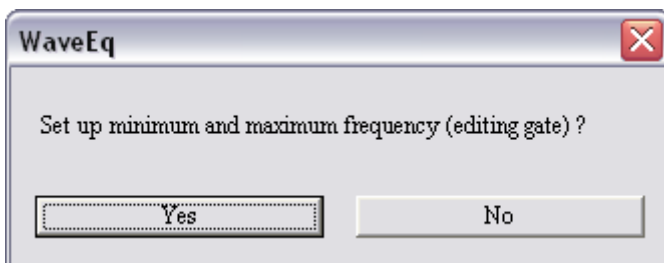 WaveEq
Set up minimum and maximum frequency (editing gate) ?
Yes
No